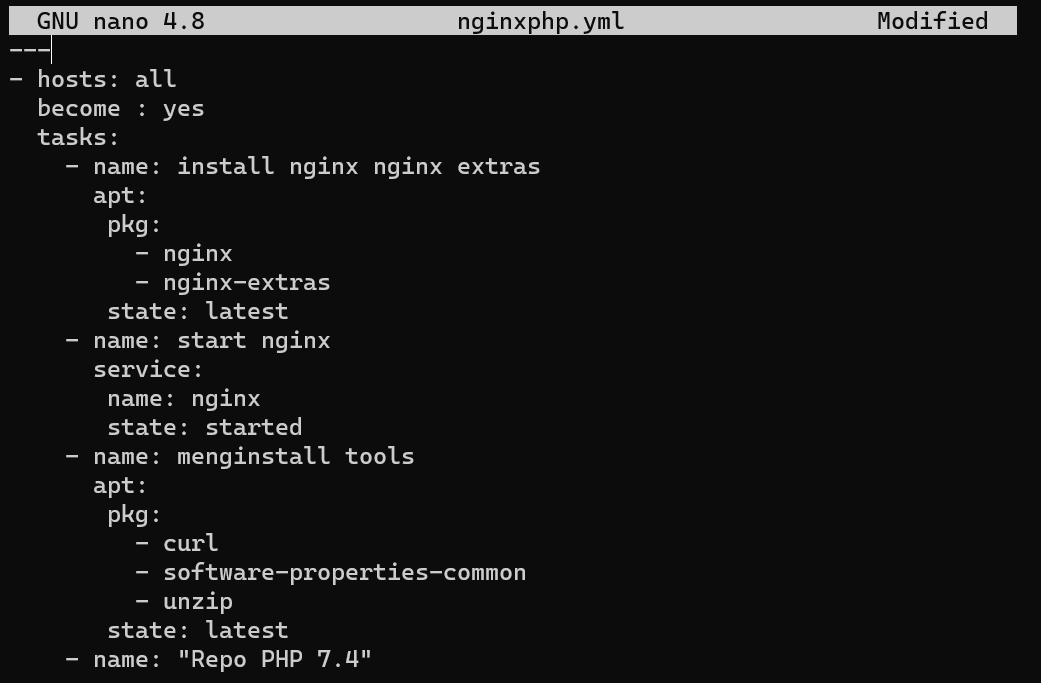 GNU nano 4.8 nginxphp.yml Modified
---
- hosts: all
  become : yes
  tasks:
    - name: install nginx nginx extras
      apt:
       pkg:
         - nginx
         - nginx-extras
       state: latest
    - name: start nginx
      service:
       name: nginx
       state: started
    - name: menginstall tools
      apt:
       pkg:
         - curl
         - software-properties-common
         - unzip
       state: latest
    - name: "Repo PHP 7.4"